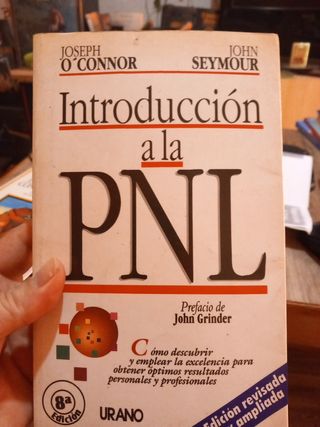 JOSEPH
O'CONNOR
JOHN
SEYMOUR
Introducción
a la
PNL
Prefacio de
John Grinder
Cómo descubrir
y emplear la excelencia para
obtener óptimos resultados
personales y profesionales
8ª
Edición
URANO
Edición revisada
y ampliada